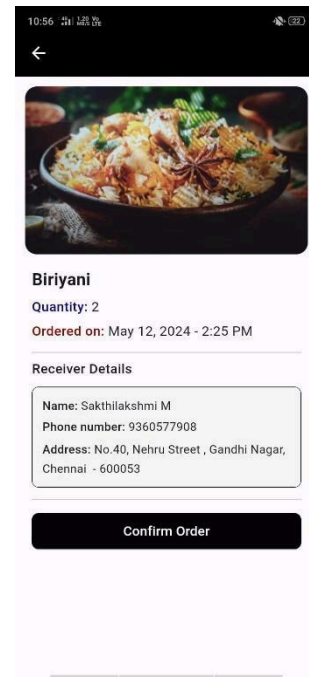 10:56
22
Biriyani
Quantity: 2
Ordered on: May 12, 2024 - 2:25 PM
Receiver Details
Name: Sakthilakshmi M
Phone number: 9360577908
Address: No.40, Nehru Street , Gandhi Nagar,
Chennai - 600053
Confirm Order